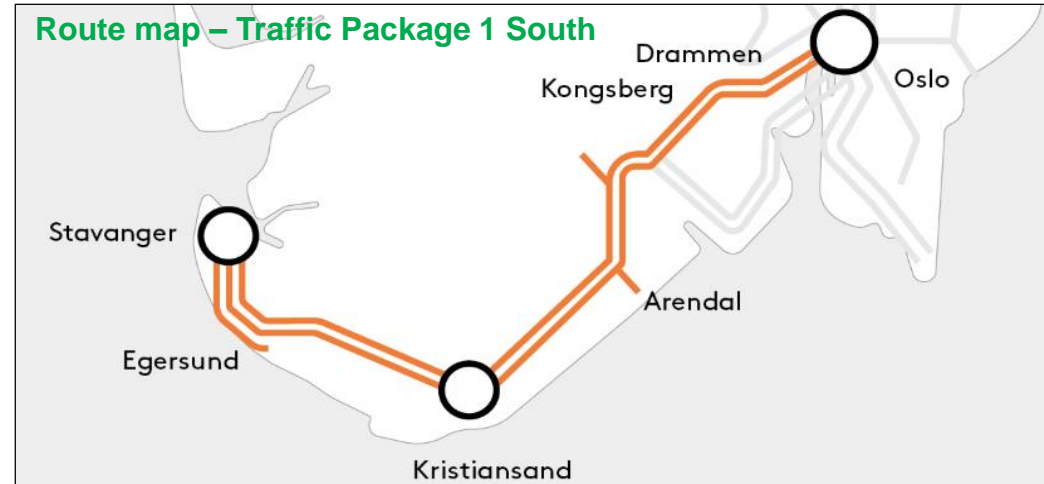 Route map – Traffic Package 1 South
Drammen
Oslo
Kongsberg
Stavanger
Arendal
Egersund
Kristiansand